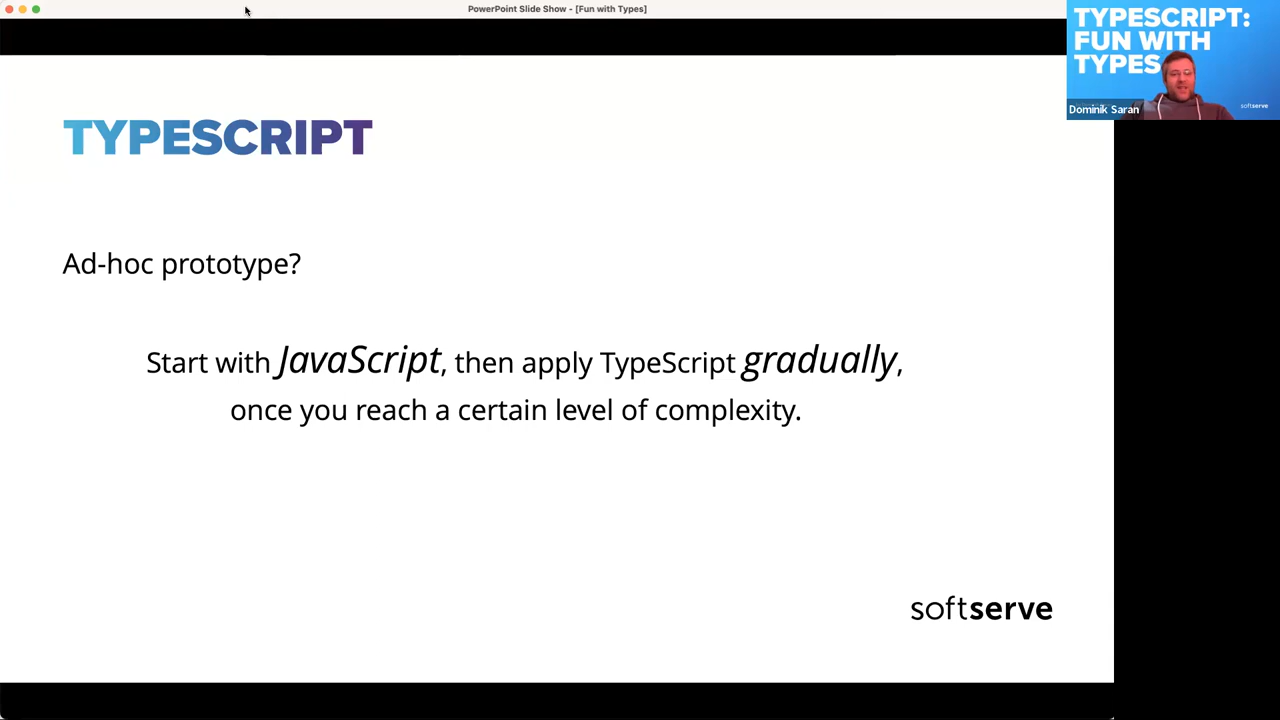 PowerPoint Slide Show - [Fun with Types]
TYPESCRIPT:
FUN WITH
TYPES
Dominik Saran
softserve
TYPESCRIPT
Ad-hoc prototype?
Start with JavaScript, then apply TypeScript gradually,
once you reach a certain level of complexity.
softserve